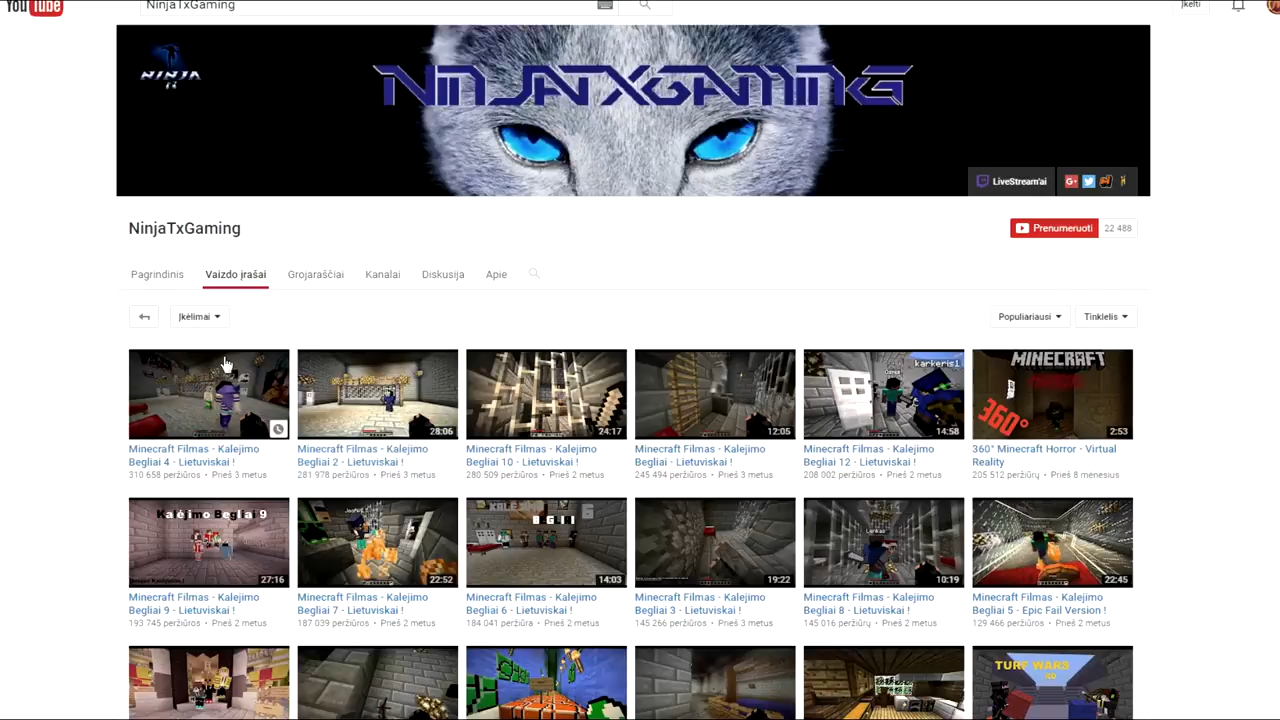 You Tube
NinjaTxGaming
Įkelti
NINJA
NINJATXGAMING
LiveStream'ai
NinjaTxGaming
Prenumeruoti 22 488
Pagrindinis Vaizdo įrašai Grojaraščiai Kanalai Diskusija Apie
Įkėlimai
Populiariausi Tinklelis
karkeris1
MINECRAFT
360°
28:06 24:17 12:05 14:58 2:53
Minecraft Filmas - Kalejimo
Begliai 4 - Lietuviskai !
310 658 peržiūros • Prieš 3 metus
Minecraft Filmas - Kalejimo
Begliai 2 - Lietuviskai !
281 978 peržiūros • Prieš 3 metus
Minecraft Filmas - Kalejimo
Begliai 10 - Lietuviskai !
280 509 peržiūros • Prieš 2 metus
Minecraft Filmas - Kalejimo
Begliai - Lietuviskai !
245 494 peržiūros • Prieš 3 metus
Minecraft Filmas - Kalejimo
Begliai 12 - Lietuviskai !
208 002 peržiūros • Prieš 2 metus
360° Minecraft Horror - Virtual
Reality
205 512 peržiūrų • Prieš 8 mėnesius
Kalėjimo Begliai 9
KALEJIMO
BEGLIAI 6
27:16 22:52 14:03 19:22 10:19 22:45
Minecraft Filmas - Kalejimo
Begliai 9 - Lietuviskai !
193 745 peržiūros • Prieš 2 metus
Minecraft Filmas - Kalejimo
Begliai 7 - Lietuviskai !
187 039 peržiūros • Prieš 2 metus
Minecraft Filmas - Kalejimo
Begliai 6 - Lietuviskai !
184 041 peržiūra • Prieš 2 metus
Minecraft Filmas - Kalejimo
Begliai 3 - Lietuviskai !
145 266 peržiūros • Prieš 3 metus
Minecraft Filmas - Kalejimo
Begliai 8 - Lietuviskai !
145 016 peržiūrų • Prieš 2 metus
Minecraft Filmas - Kalejimo
Begliai 5 - Epic Fail Version !
129 466 peržiūros • Prieš 2 metus
TURF WARS